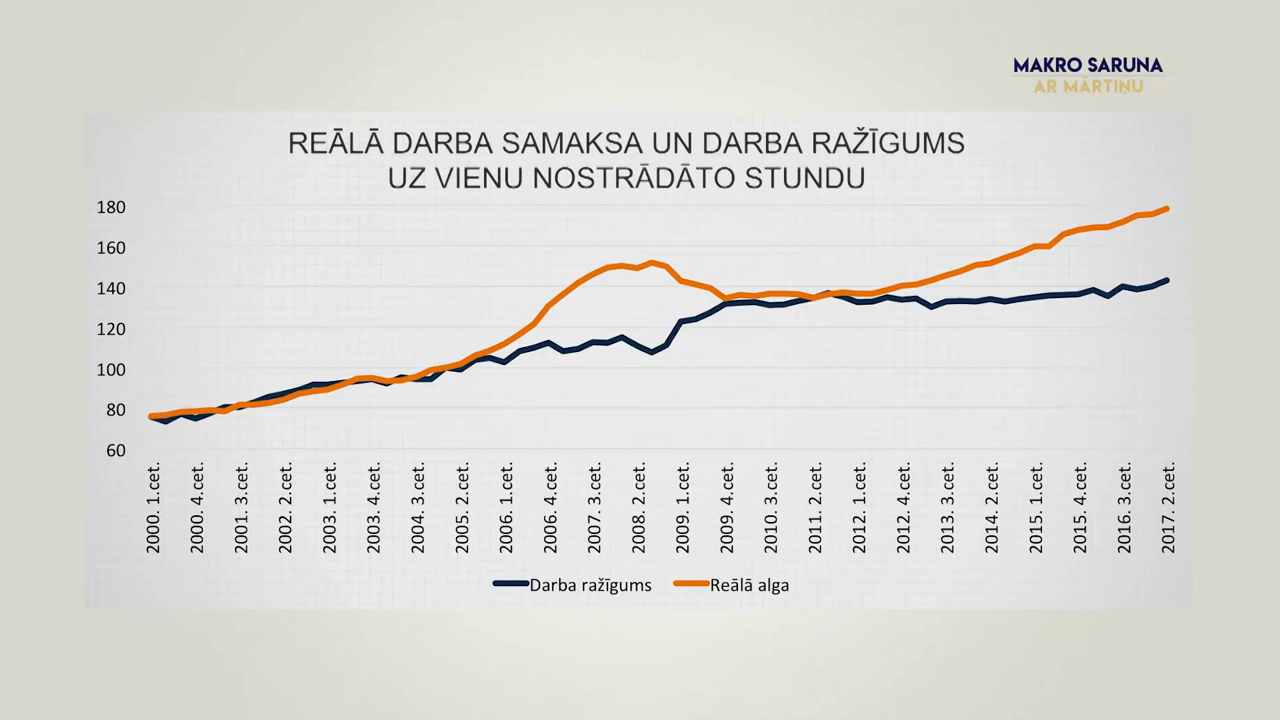 MAKRO SARUNA
AR MĀRTIŅU
REĀLĀ DARBA SAMAKSA UN DARBA RAŽĪGUMS
UZ VIENU NOSTRĀDĀTO STUNDU
180
160
140
120
100
80
60
2000. 1.cet.
2000. 4.cet.
2001. 3.cet.
2002. 2.cet.
2003. 1.cet.
2003. 4.cet.
2004. 3.cet.
2005. 2.cet.
2006. 1.cet.
2006. 4.cet.
2007. 3.cet.
2008. 2.cet.
2009. 1.cet.
2009. 4.cet.
2010. 3.cet.
2011. 2.cet.
2012. 1.cet.
2012. 4.cet.
2013. 3.cet.
2014. 2.cet.
2015. 1.cet.
2015. 4.cet.
2016. 3.cet.
2017. 2.cet.
Darba ražīgums
Reālā alga